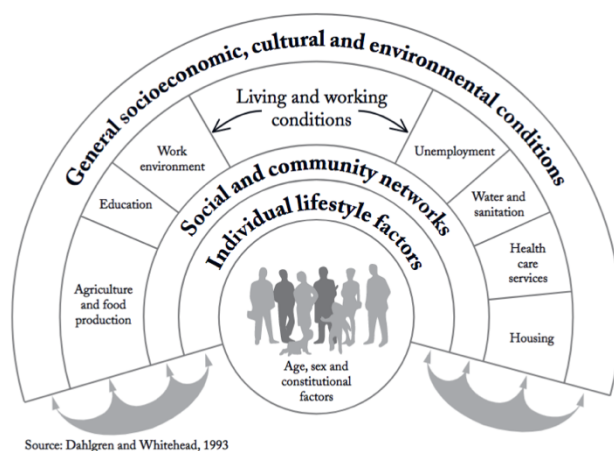 General socioeconomic, cultural and environmental conditions
Living and working
conditions
Work
environment
Education
Agriculture
and food
production
Unemployment
Water and
sanitation
Health
care
services
Housing
Social and community networks
Individual lifestyle factors
Age, sex and
constitutional
factors
Source: Dahlgren and Whitehead, 1993